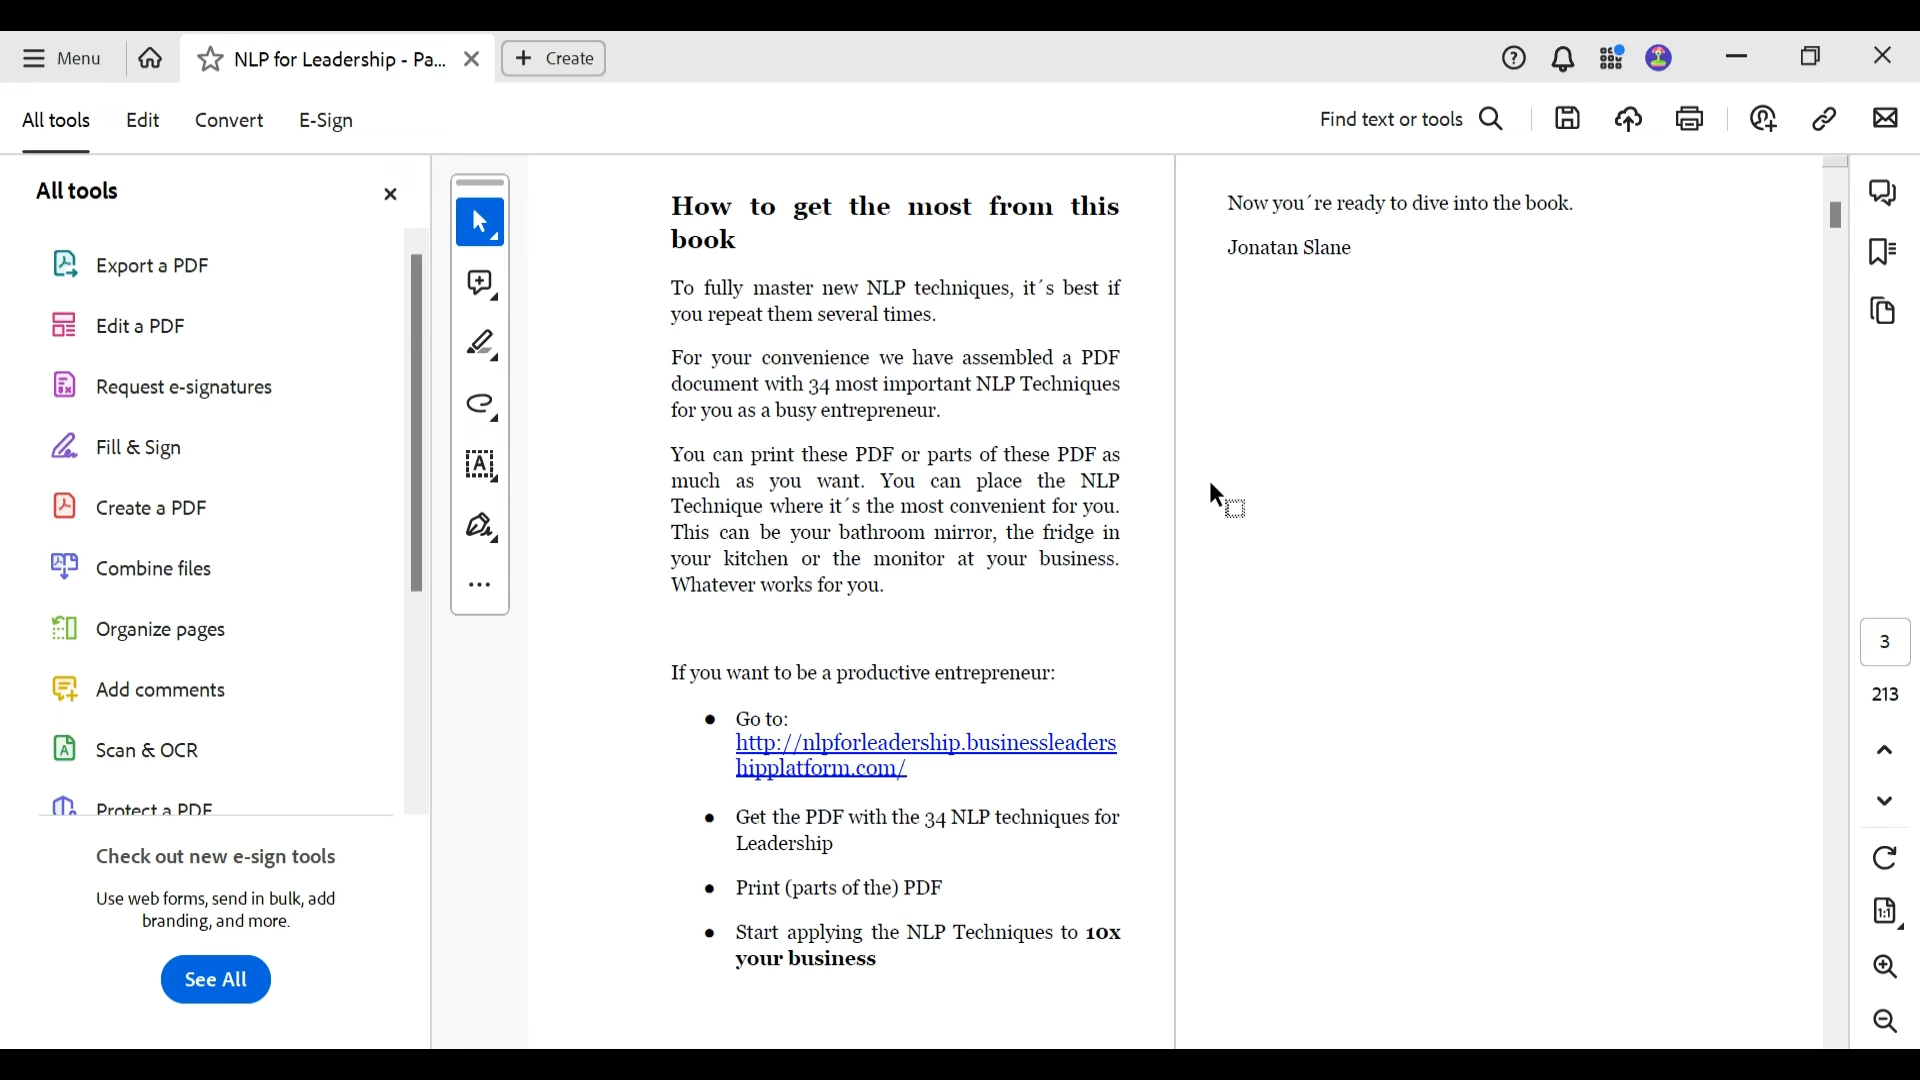 Menu
NLP for Leadership - Pa...
Create
All tools
Edit
Convert
E-Sign
Find text or tools
All tools
Export a PDF
Edit a PDF
Request e-signatures
Fill & Sign
Create a PDF
Combine files
Organize pages
Add comments
Scan & OCR
Protect a PDF
Check out new e-sign tools
Use web forms, send in bulk, add
branding, and more.
See All
How to get the most from this
book
To fully master new NLP techniques, it´s best if
you repeat them several times.
For your convenience we have assembled a PDF
document with 34 most important NLP Techniques
for you as a busy entrepreneur.
You can print these PDF or parts of these PDF as
much as you want. You can place the NLP
Technique where it´s the most convenient for you.
This can be your bathroom mirror, the fridge in
your kitchen or the monitor at your business.
Whatever works for you.
If you want to be a productive entrepreneur:
● Go to:
http://nlpforleadership.businessleaders
hipplatform.com/
● Get the PDF with the 34 NLP techniques for
Leadership
● Print (parts of the) PDF
● Start applying the NLP Techniques to 10x
your business
Now you´re ready to dive into the book.
Jonatan Slane
3
213